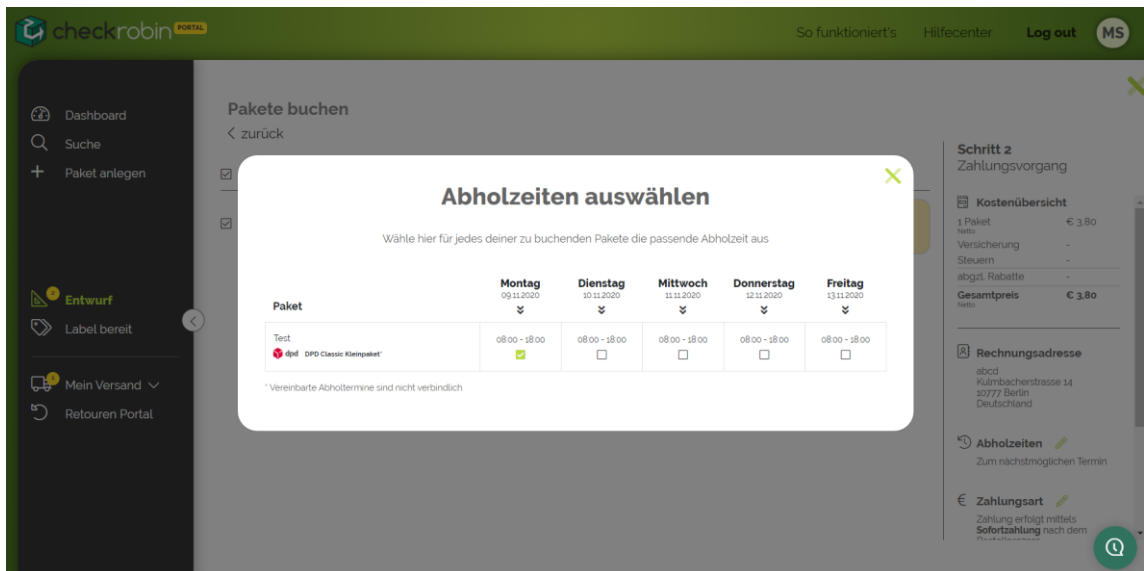 checkrobin PORTAL
So funktioniert's Hilfecenter Log out MS
Dashboard
Suche
Paket anlegen
2
Entwurf
Label bereit
1
Mein Versand
Retouren Portal
Pakete buchen
zurück
Abholzeiten auswählen
Wähle hier für jedes deiner zu buchenden Pakete die passende Abholzeit aus
Paket
Montag Dienstag Mittwoch Donnerstag Freitag
09.11.2020 10.11.2020 11.11.2020 12.11.2020 13.11.2020
Test
08:00 - 18:00 08:00 - 18:00 08:00 - 18:00 08:00 - 18:00 08:00 - 18:00
dpd DPD Classic Kleinpaket*
* Vereinbarte Abholtermine sind nicht verbindlich
Schritt 2
Zahlungsvorgang
Kostenübersicht
1 Paket € 3,80
Netto
Versicherung -
Steuern -
abgzl. Rabatte -
Gesamtpreis € 3,80
Netto
Rechnungsadresse
abcd
Kulmbacherstrasse 14
10777 Berlin
Deutschland
Abholzeiten
Zum nächstmöglichen Termin
€ Zahlungsart
Zahlung erfolgt mittels
Sofortzahlung nach dem